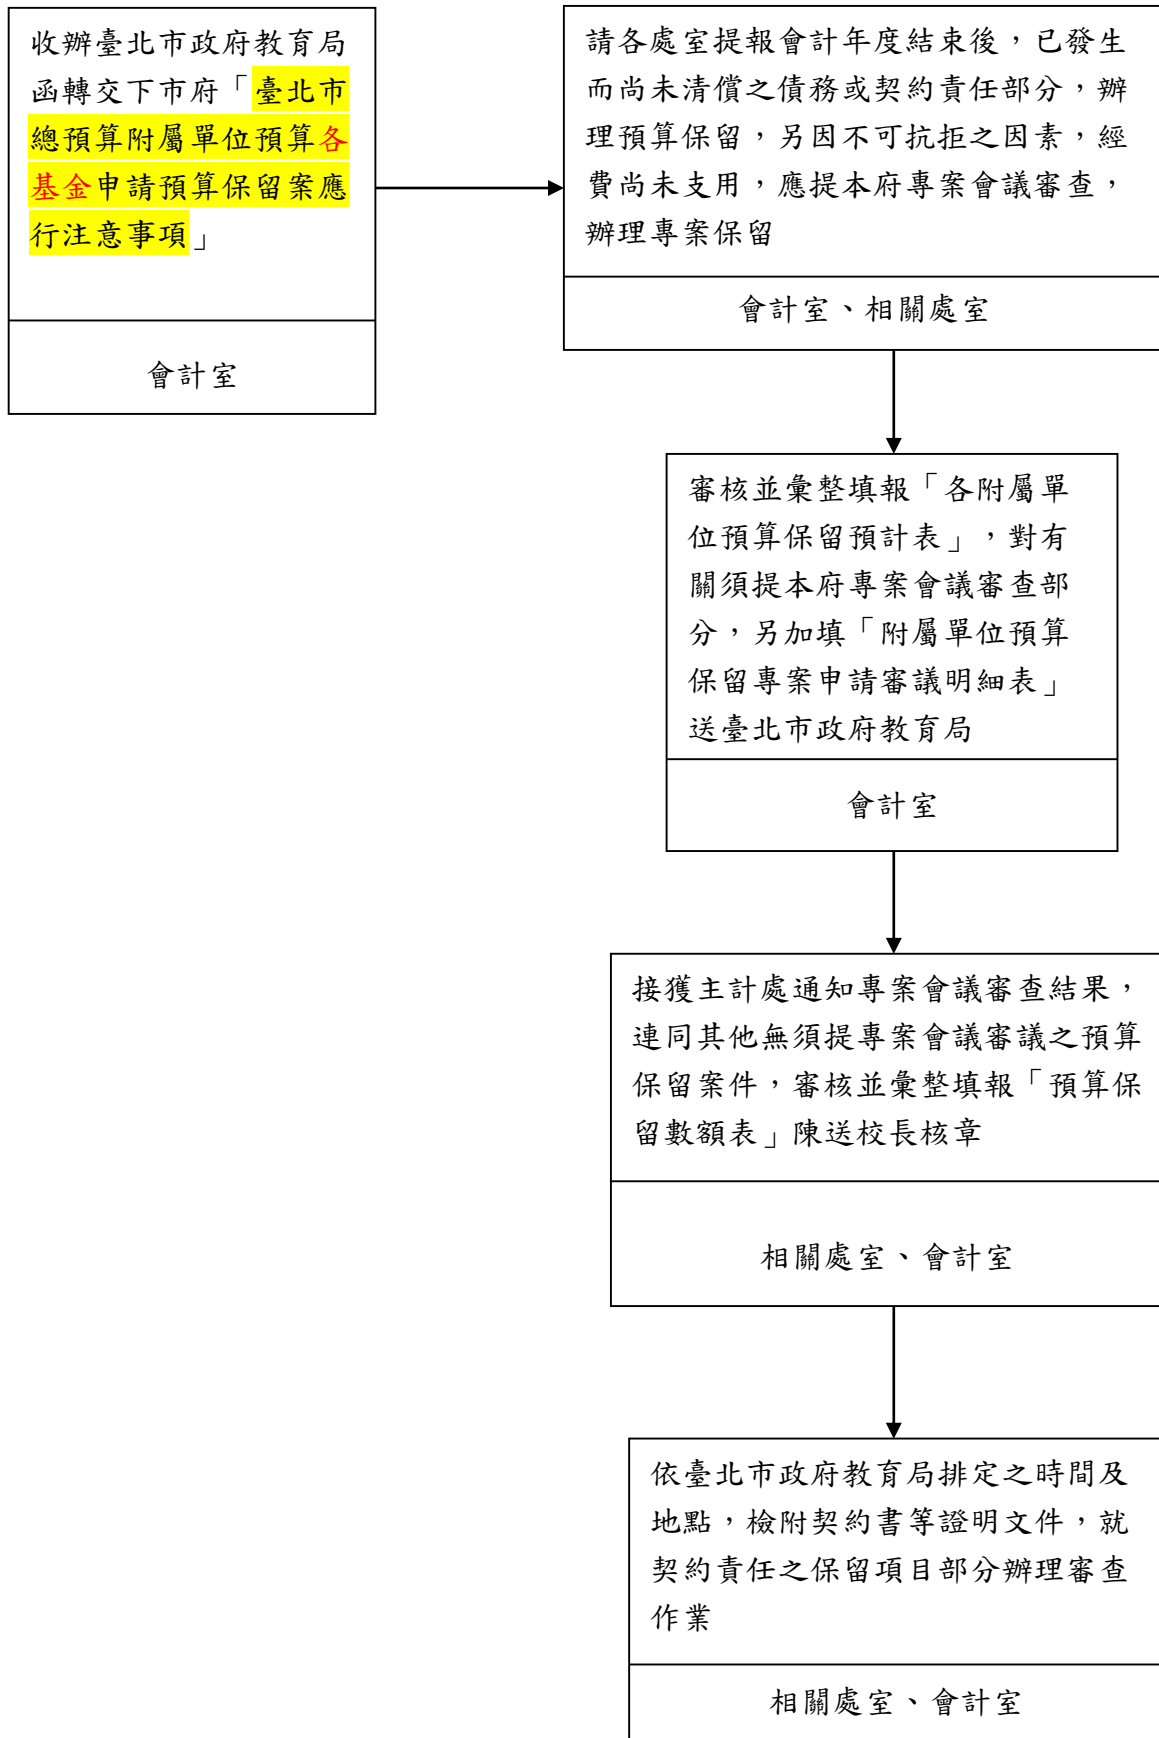 收辦臺北市政府教育局
函轉交下市府「臺北市
總預算附屬單位預算各
基金申請預算保留案應
行注意事項」
會計室
請各處室提報會計年度結束後，已發生
而尚未清償之債務或契約責任部分，辦
理預算保留，另因不可抗拒之因素，經
費尚未支用，應提本府專案會議審查，
辦理專案保留
會計室、相關處室
審核並彙整填報「各附屬單
位預算保留預計表」，對有
關須提本府專案會議審查部
分，另加填「附屬單位預算
保留專案申請審議明細表」
送臺北市政府教育局
會計室
接獲主計處通知專案會議審查結果，
連同其他無須提專案會議審議之預算
保留案件，審核並彙整填報「預算保
留數額表」陳送校長核章
相關處室、會計室
依臺北市政府教育局排定之時間及
地點，檢附契約書等證明文件，就
契約責任之保留項目部分辦理審查
作業
相關處室、會計室